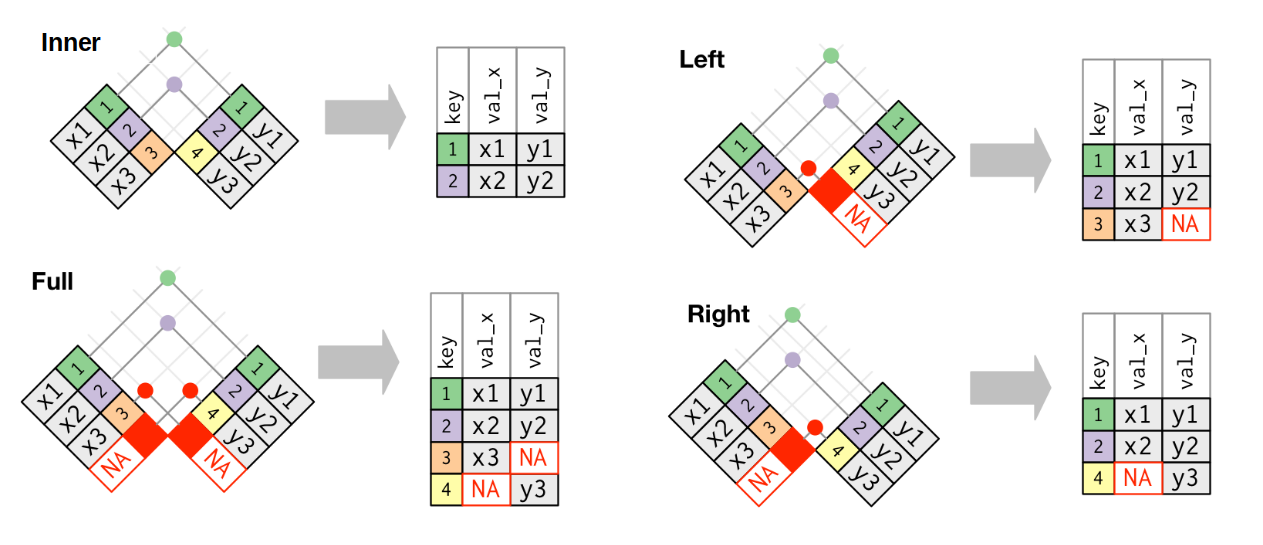 Inner
1 2 3
x1 x2 x3
1 2 4
y1 y2 y3
key val_x val_y
1 x1 y1
2 x2 y2
Left
1 2 3
x1 x2 x3
1 2 4
y1 y2 y3 NA
key val_x val_y
1 x1 y1
2 x2 y2
3 x3 NA
Full
1 2 3
x1 x2 x3 NA
1 2 4
y1 y2 y3 NA
key val_x val_y
1 x1 y1
2 x2 y2
3 x3 NA
4 NA y3
Right
1 2 3
x1 x2 x3 NA
1 2 4
y1 y2 y3
key val_x val_y
1 x1 y1
2 x2 y2
4 NA y3